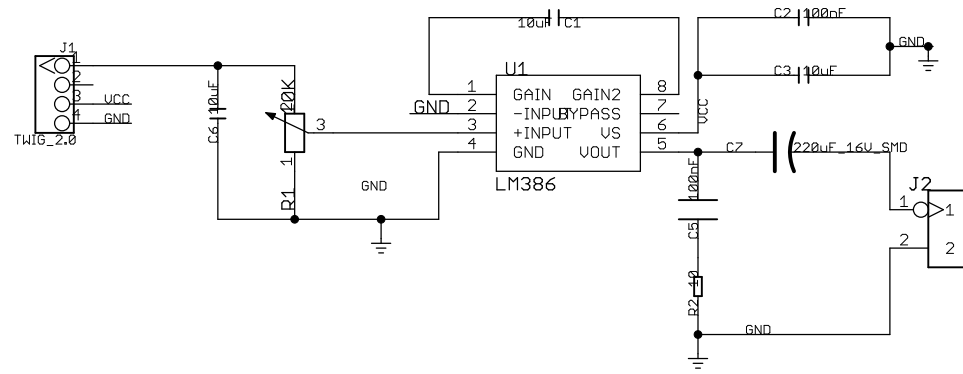 J1
1
2
3 VCC
4 GND
TWIG_2.0
10uF
C6
20K
3
1
R1
GND
10uF C1
U1
1 GAIN GAIN2 8
GND 2 -INPUT BYPASS 7
3 +INPUT VS 6
4 GND VOUT 5
LM386
VCC
C2 100nF
C3 10uF
GND
C7 220uF_16V_SMD
100nF
C5
R2 10
GND
J2
1 1
2 2